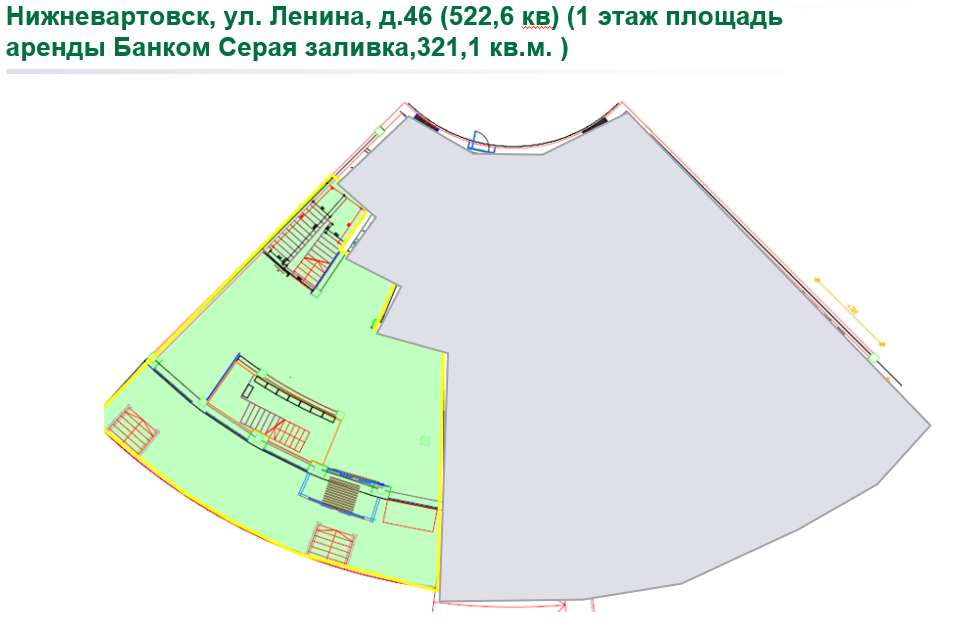 Нижневартовск, ул. Ленина, д.46 (522,6 кв) (1 этаж площадь
аренды Банком Серая заливка,321,1 кв.м. )